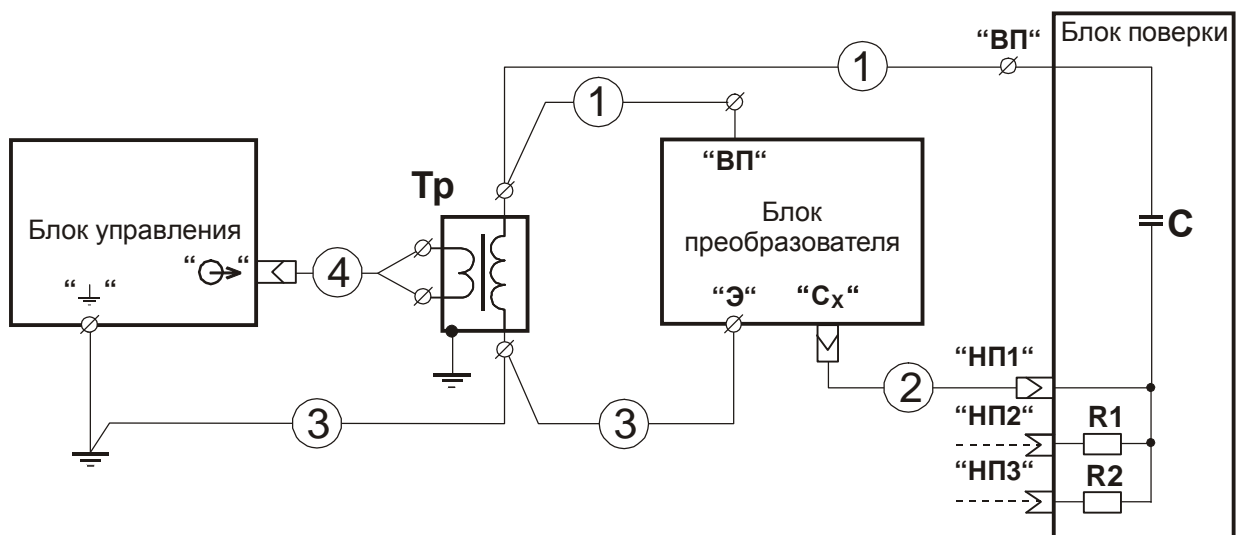 Блок поверки
“ВП“
1
1
“ВП“
Тр
Блок
преобразователя
Блок управления
“ “
“ “
4
С
“Э“
“СX“
“НП1“
2
“НП2“
R1
3
3
“НП3“
R2